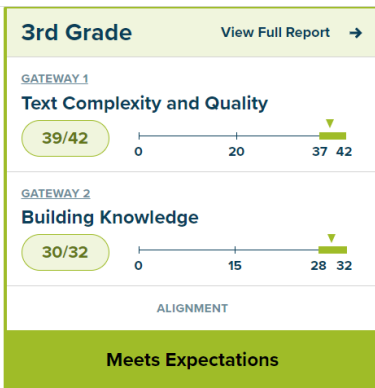 3rd Grade View Full Report →
GATEWAY 1
Text Complexity and Quality
39/42
0 20 37 42
GATEWAY 2
Building Knowledge
30/32
0 15 28 32
ALIGNMENT
Meets Expectations